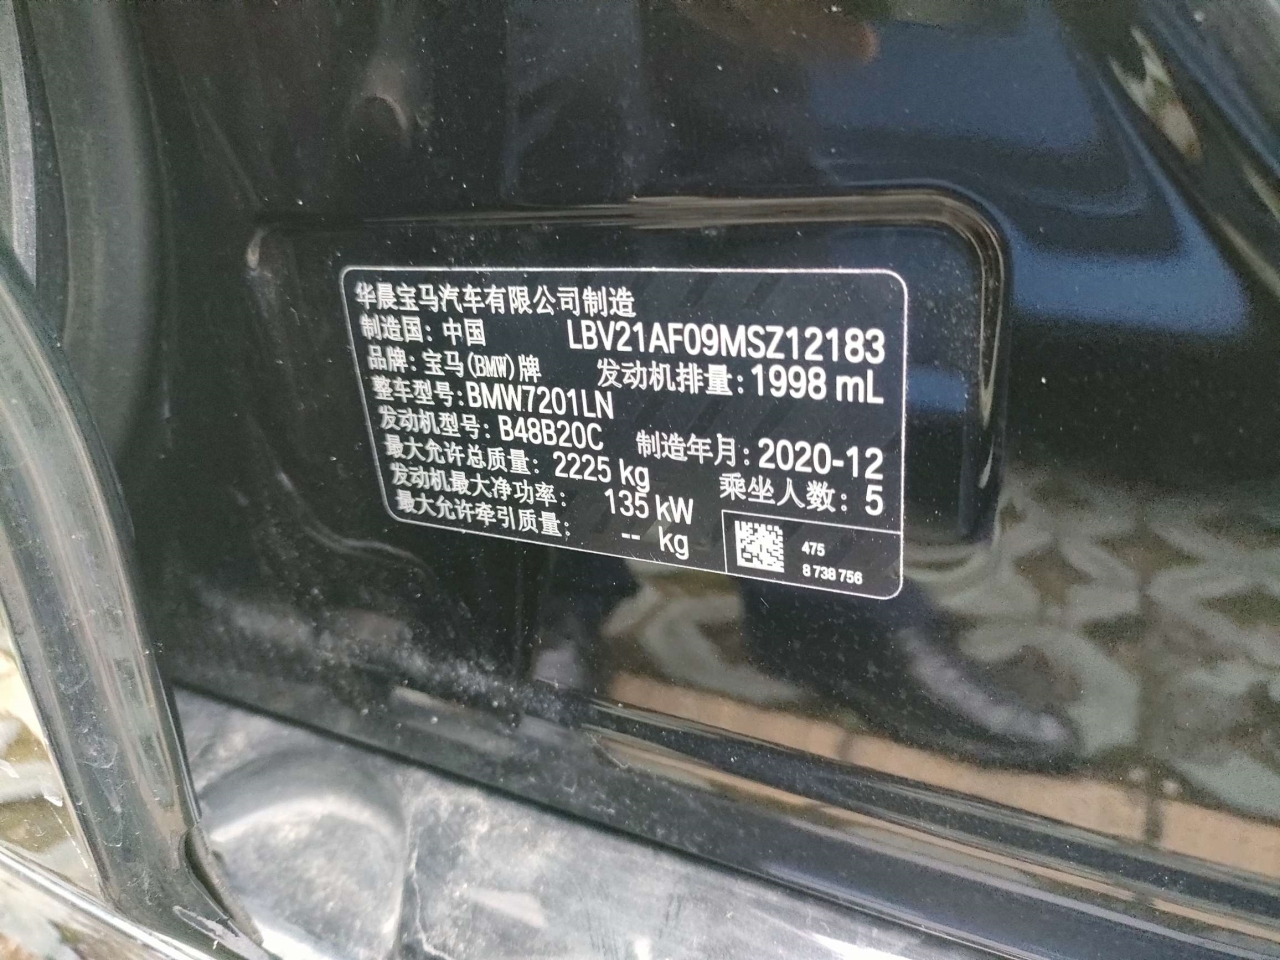 华晨宝马汽车有限公司制造
制造国: 中国 LBV21AF09MSZ12183
品牌: 宝马(BMW)牌 发动机排量: 1998 mL
整车型号: BMW7201LN
发动机型号: B48B20C 制造年月: 2020-12
最大允许总质量: 2225 kg 乘坐人数: 5
发动机最大净功率: 135 kW
最大允许牵引质量: -- kg
475
8 738 756